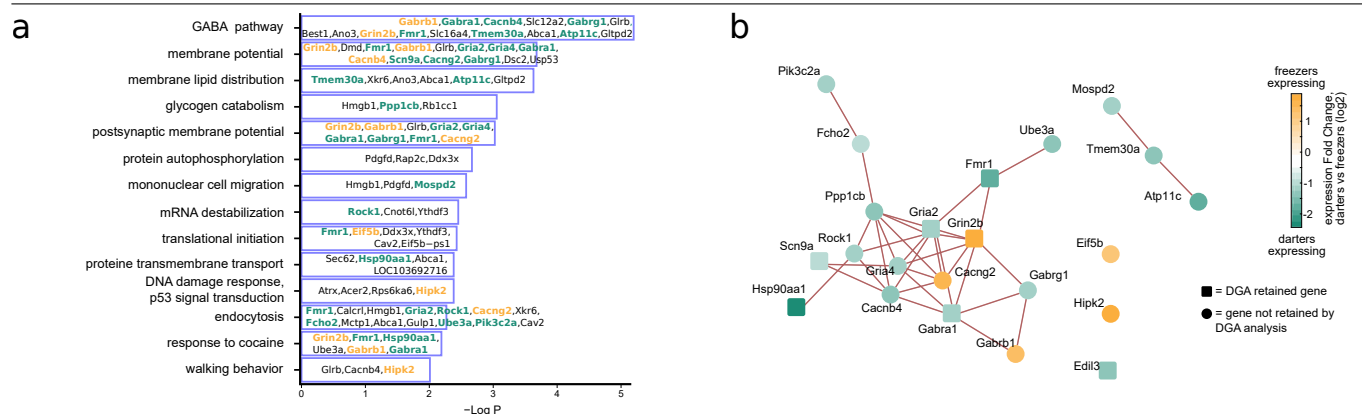 a
GABA pathway
Gabrb1,Gabra1,Cacnb4,Slc12a2,Gabrg1,Glrb,
Best1,Ano3,Grin2b,Fmr1,Slc16a4,Tmem30a,Abca1,Atp11c,Gltpd2
membrane potential
Grin2b,Dmd,Fmr1,Gabrb1,Glrb,Gria2,Gria4,Gabra1,
Cacnb4,Scn9a,Cacng2,Gabrg1,Dsc2,Usp53
membrane lipid distribution
Tmem30a,Xkr6,Ano3,Abca1,Atp11c,Gltpd2
glycogen catabolism
Hmgb1,Ppp1cb,Rb1cc1
postsynaptic membrane potential
Grin2b,Gabrb1,Glrb,Gria2,Gria4,
Gabra1,Gabrg1,Fmr1,Cacng2
protein autophosphorylation
Pdgfd,Rap2c,Ddx3x
mononuclear cell migration
Hmgb1,Pdgfd,Mospd2
mRNA destabilization
Rock1,Cnot6l,Ythdf3
translational initiation
Fmr1,Eif5b,Ddx3x,Ythdf3,
Cav2,Eif5b−ps1
proteine transmembrane transport
Sec62,Hsp90aa1,Abca1,
LOC103692716
DNA damage response,
p53 signal transduction
Atrx,Acer2,Rps6ka6,Hipk2
endocytosis
Fmr1,Calcrl,Hmgb1,Gria2,Rock1,Cacng2,Xkr6,
Fcho2,Mctp1,Abca1,Gulp1,Ube3a,Pik3c2a,Cav2
response to cocaine
Grin2b,Fmr1,Hsp90aa1,
Ube3a,Gabrb1,Gabra1
walking behavior
Glrb,Cacnb4,Hipk2
0 1 2 3 4 5
−Log P
b
Pik3c2a
Fcho2
Ppp1cb
Gria2
Fmr1
Ube3a
Grin2b
Rock1
Scn9a
Gria4
Cacng2
Hsp90aa1
Cacnb4
Gabra1
Gabrg1
Gabrb1
Mospd2
Tmem30a
Atp11c
Eif5b
Hipk2
Edil3
freezers
expressing
1
0
-1
-2
darters
expressing
expression Fold Change,
darters vs freezers (log2)
= DGA retained gene
= gene not retained by
DGA analysis